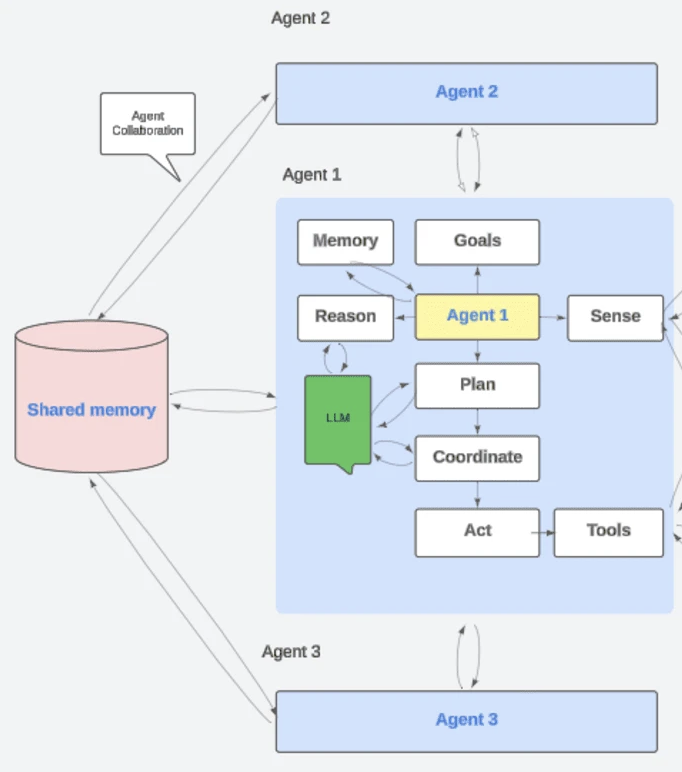 Agent 2
Agent 2
Agent
Collaboration
Agent 1
Memory
Goals
Reason
Agent 1
Sense
Shared memory
LLM
Plan
Coordinate
Act
Tools
Agent 3
Agent 3